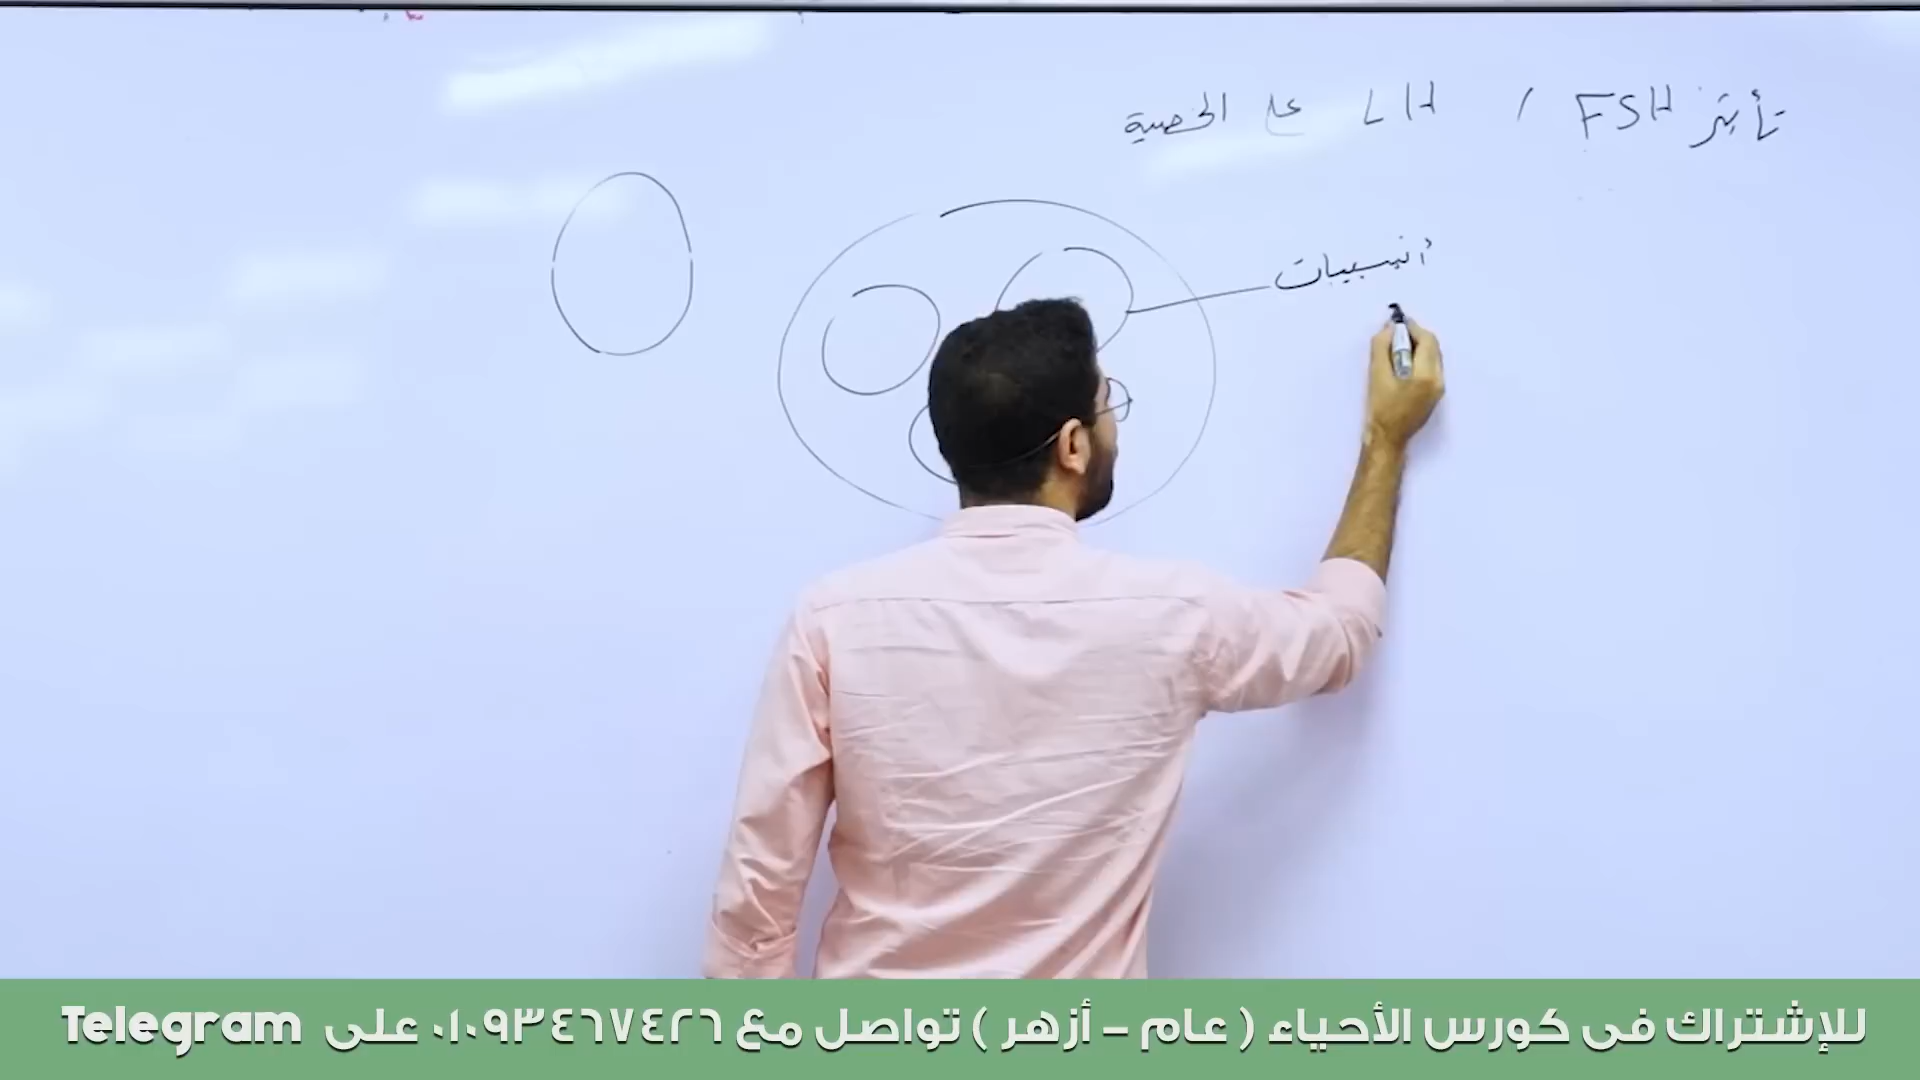 تأثير FSH / LH على الخصية
أنيبيبات
للإشتراك فى كورس الأحياء ( عام - أزهر ) تواصل مع ٠١٠٩٣٤٦٧٤٢٦ على Telegram